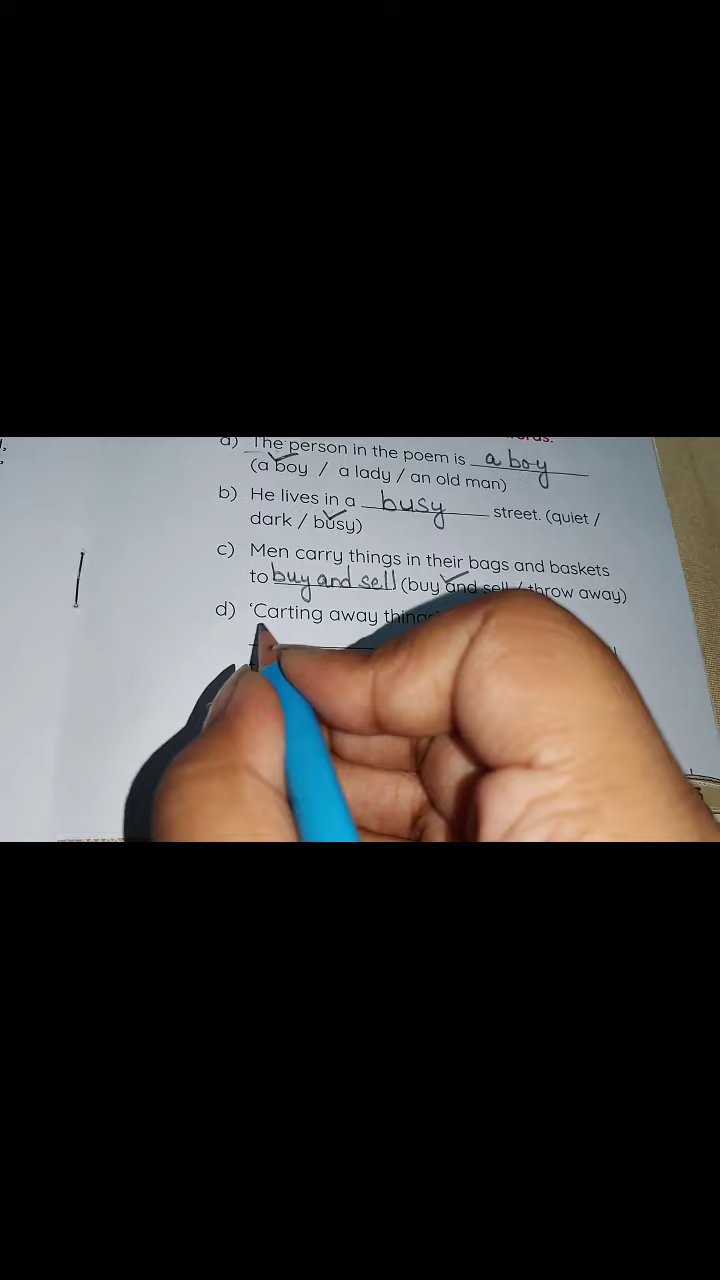 words.
a) The person in the poem is a boy
(a boy / a lady / an old man)
b) He lives in a busy street. (quiet /
dark / busy)
c) Men carry things in their bags and baskets
to buy and sell (buy and sell / throw away)
d) ‘Carting away things’